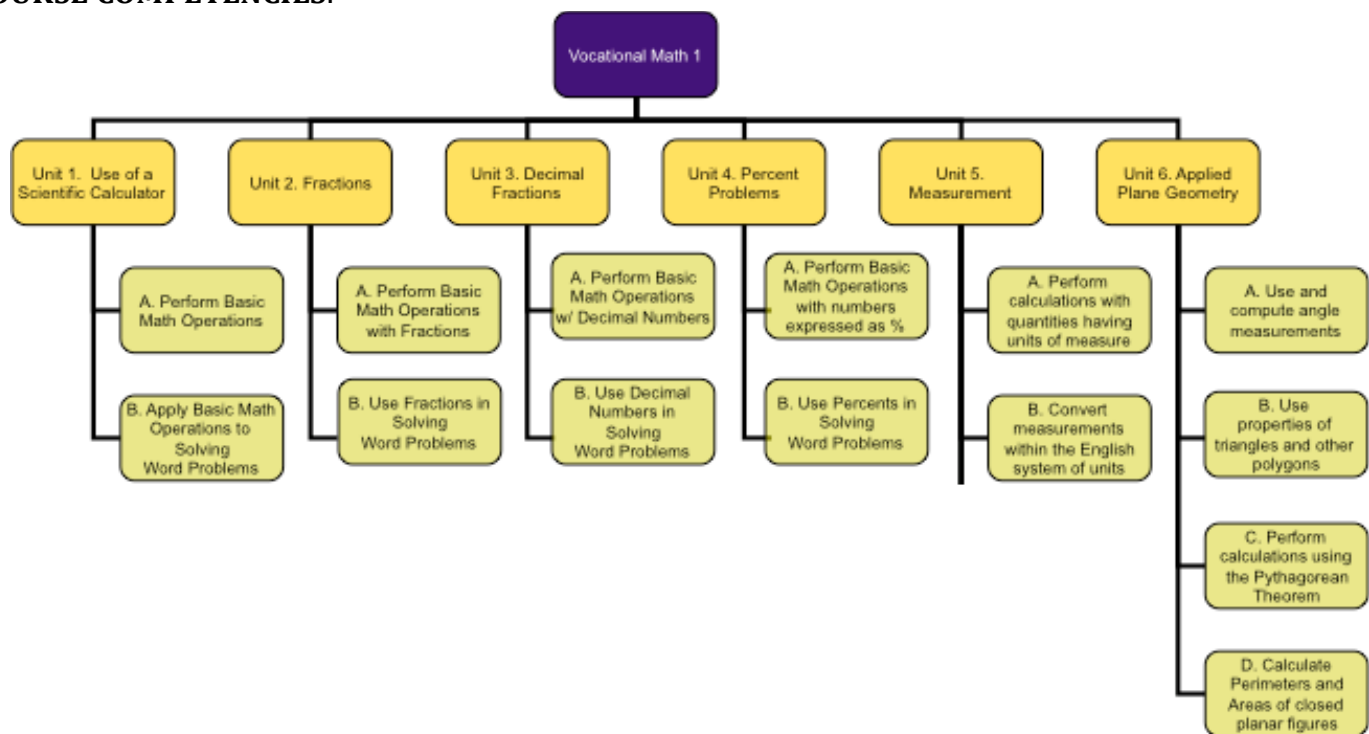 Vocational Math 1
Unit 1. Use of a
Scientific Calculator
Unit 2. Fractions
Unit 3. Decimal
Fractions
Unit 4. Percent
Problems
Unit 5.
Measurement
Unit 6. Applied
Plane Geometry
A. Perform Basic
Math Operations
A. Perform Basic
Math Operations
with Fractions
A. Perform Basic
Math Operations
w/ Decimal Numbers
A. Perform Basic
Math Operations
with numbers
expressed as %
A. Perform
calculations with
quantities having
units of measure
A. Use and
compute angle
measurements
B. Apply Basic Math
Operations to
Solving
Word Problems
B. Use Fractions in
Solving
Word Problems
B. Use Decimal
Numbers in
Solving
Word Problems
B. Use Percents in
Solving
Word Problems
B. Convert
measurements
within the English
system of units
B. Use
properties of
triangles and other
polygons
C. Perform
calculations using
the Pythagorean
Theorem
D. Calculate
Perimeters and
Areas of closed
planar figures